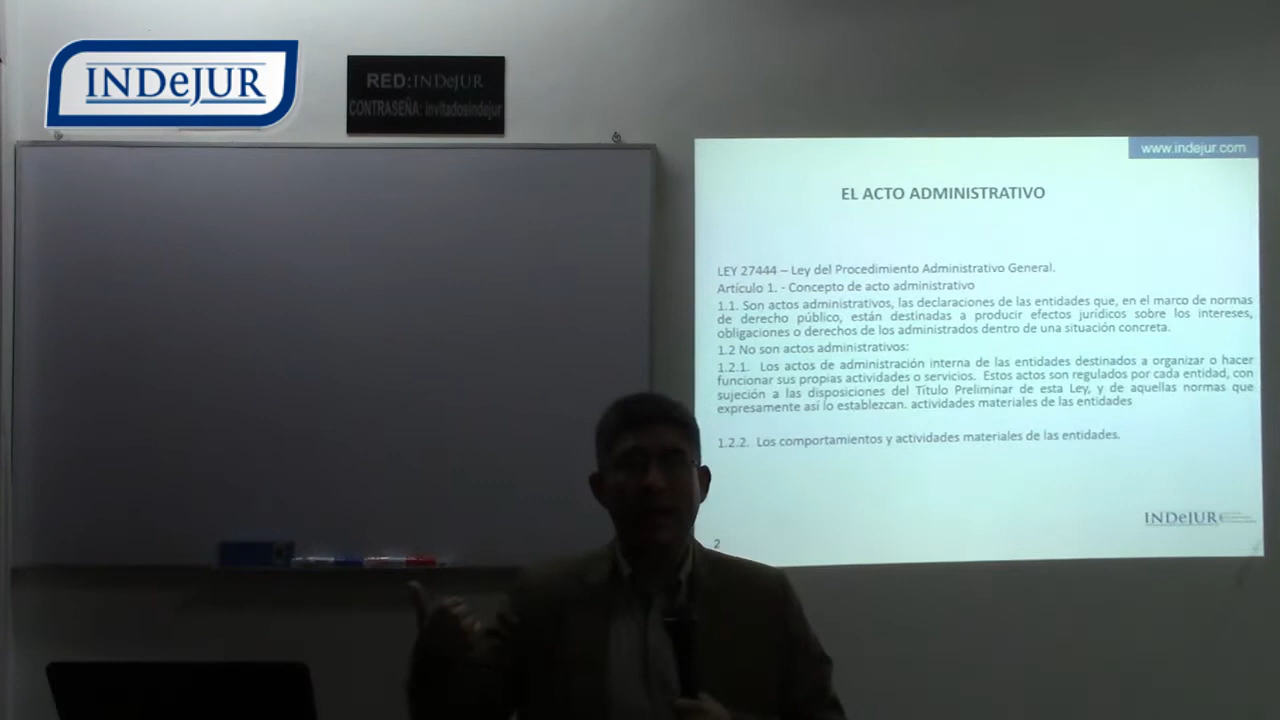 INDeJUR
RED:INDeJUR
CONTRASEÑA: invitadosindejur
www.indejur.com
EL ACTO ADMINISTRATIVO
LEY 27444 – Ley del Procedimiento Administrativo General.
Artículo 1. - Concepto de acto administrativo
1.1. Son actos administrativos, las declaraciones de las entidades que, en el marco de normas
de derecho público, están destinadas a producir efectos jurídicos sobre los intereses,
obligaciones o derechos de los administrados dentro de una situación concreta.
1.2 No son actos administrativos:
1.2.1. Los actos de administración interna de las entidades destinados a organizar o hacer
funcionar sus propias actividades o servicios. Estos actos son regulados por cada entidad, con
sujeción a las disposiciones del Título Preliminar de esta Ley, y de aquellas normas que
expresamente así lo establezcan. actividades materiales de las entidades
1.2.2. Los comportamientos y actividades materiales de las entidades.
INDeJUR
2